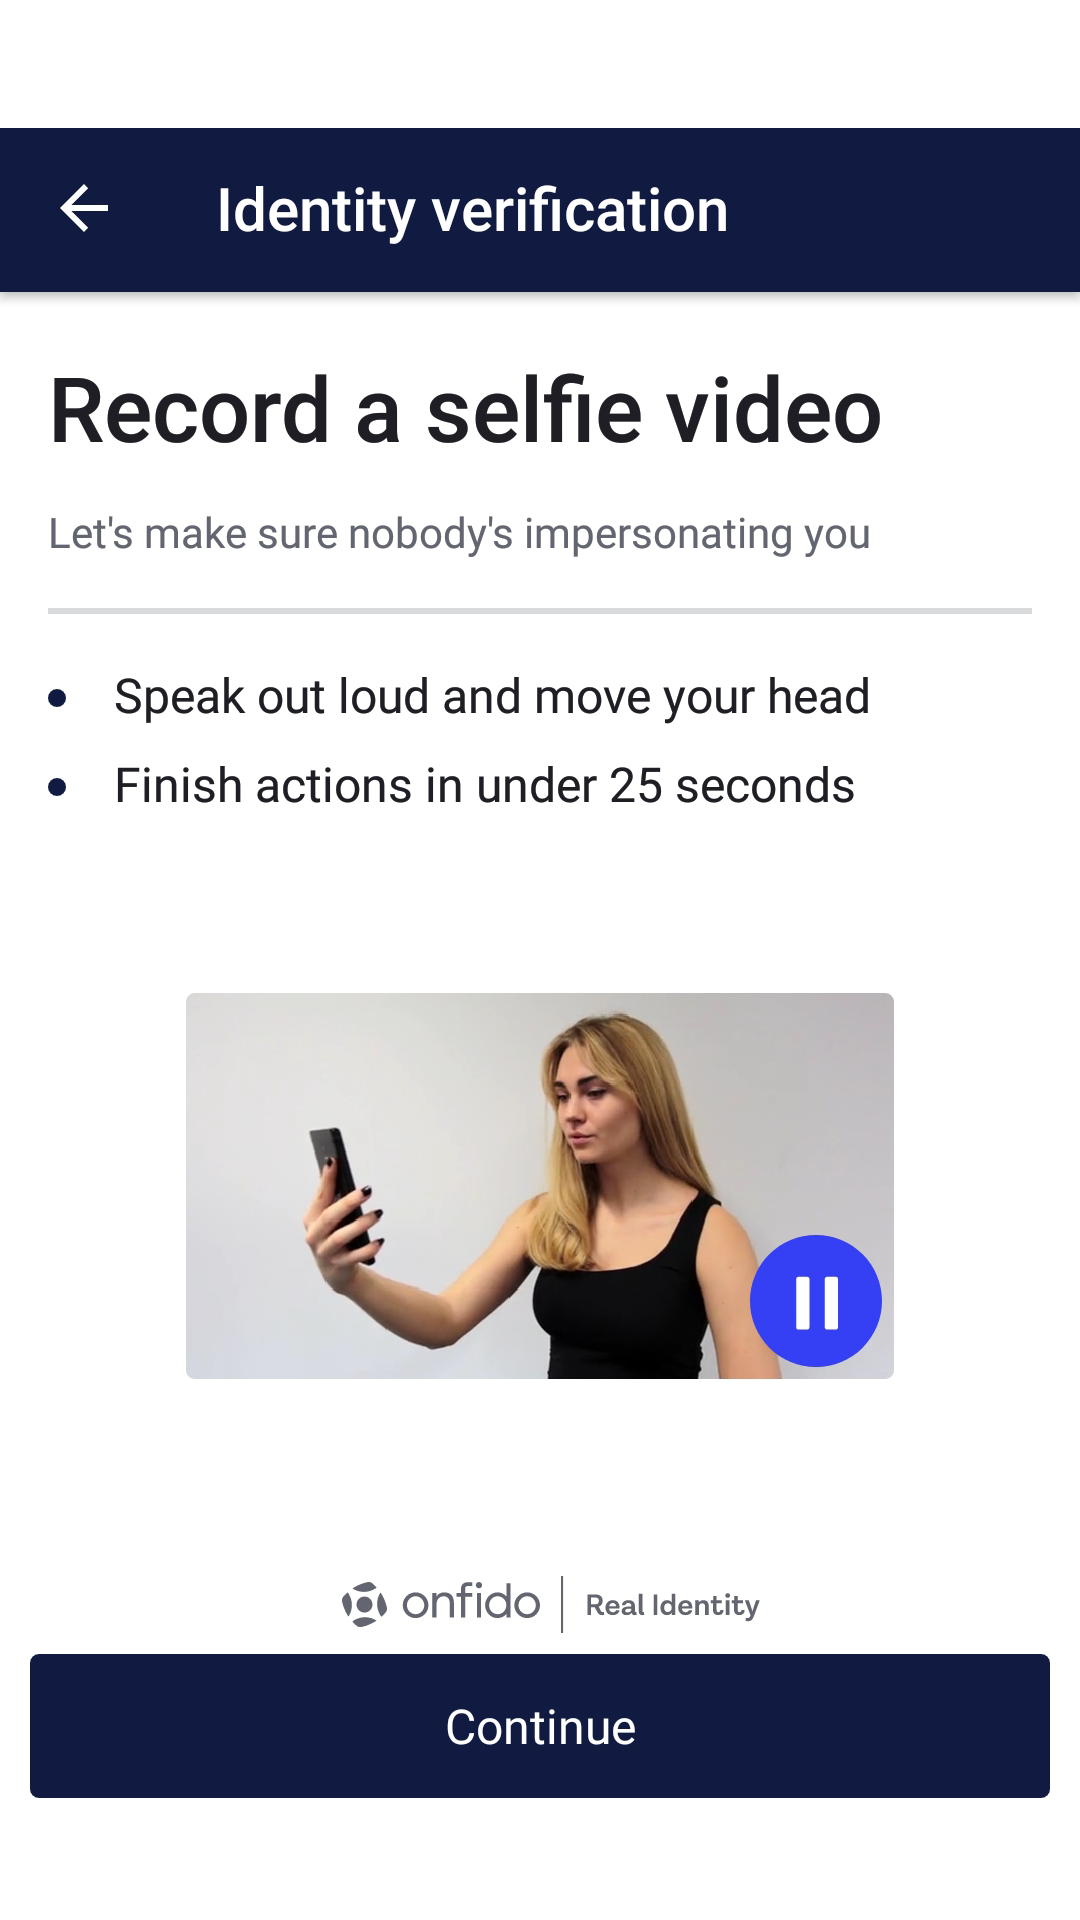 Identity verification
Record a selfie video
Let's make sure nobody's impersonating you
Speak out loud and move your head
Finish actions in under 25 seconds
onfido Real Identity
Continue